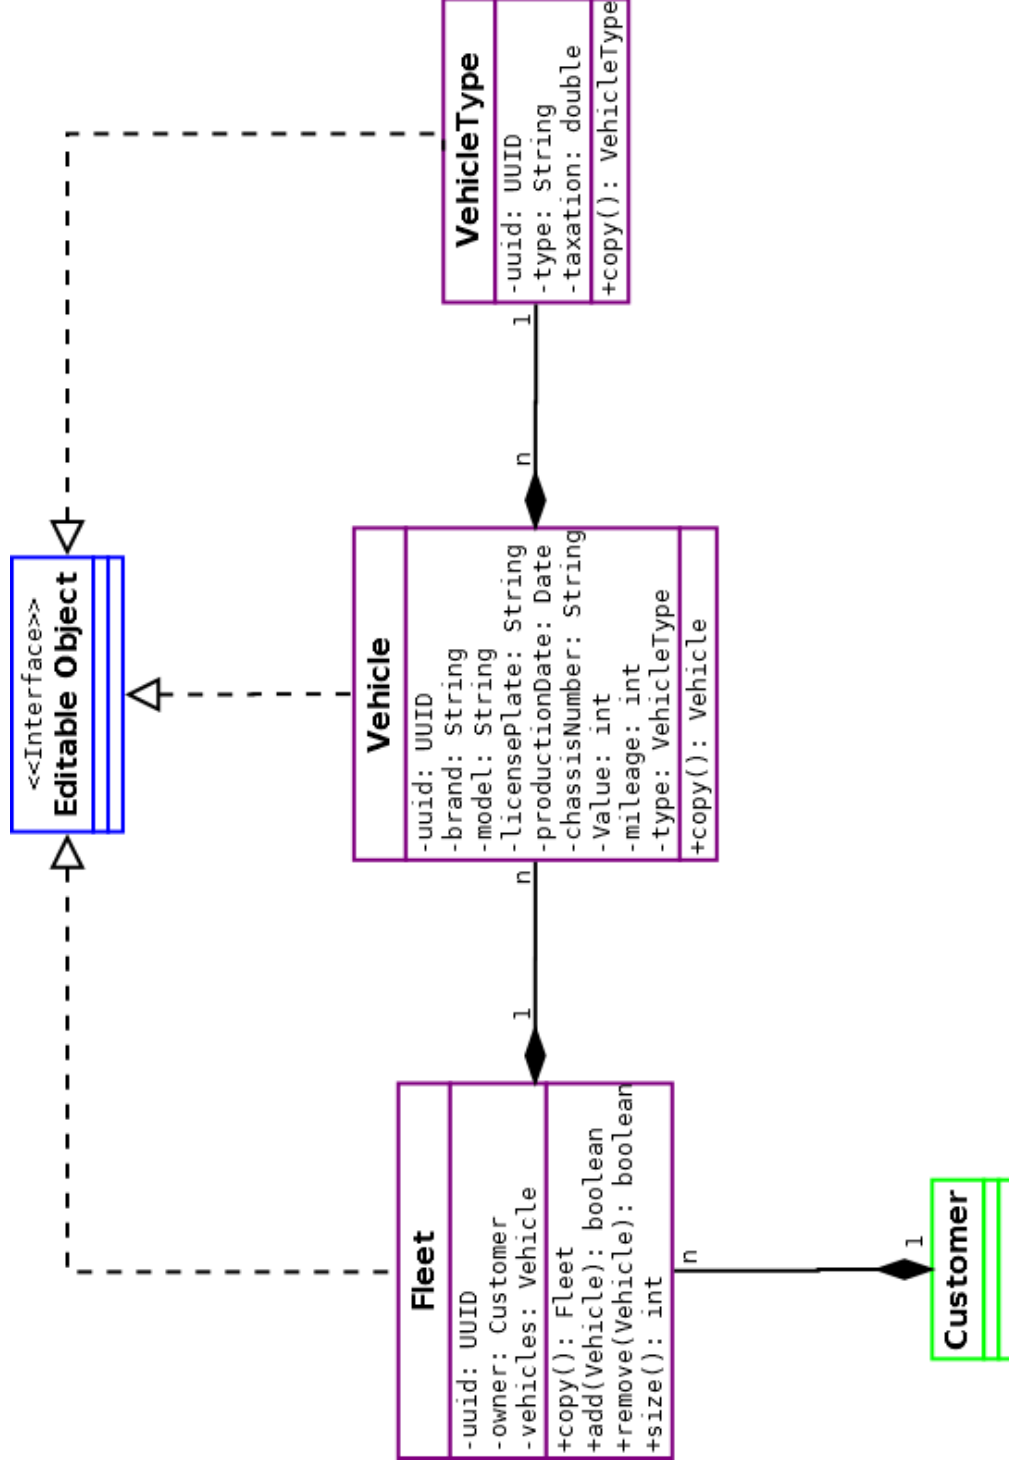 <<Interface>>
Editable Object
Fleet
-uuid: UUID
-owner: Customer
-vehicles: Vehicle
+copy(): Fleet
+add(Vehicle): boolean
+remove(Vehicle): boolean
+size(): int
1
n
Vehicle
-uuid: UUID
-brand: String
-model: String
-licensePlate: String
-productionDate: Date
-chassisNumber: String
-Value: int
-mileage: int
-type: VehicleType
+copy(): Vehicle
n
1
VehicleType
-uuid: UUID
-type: String
-taxation: double
+copy(): VehicleType
n
1
Customer